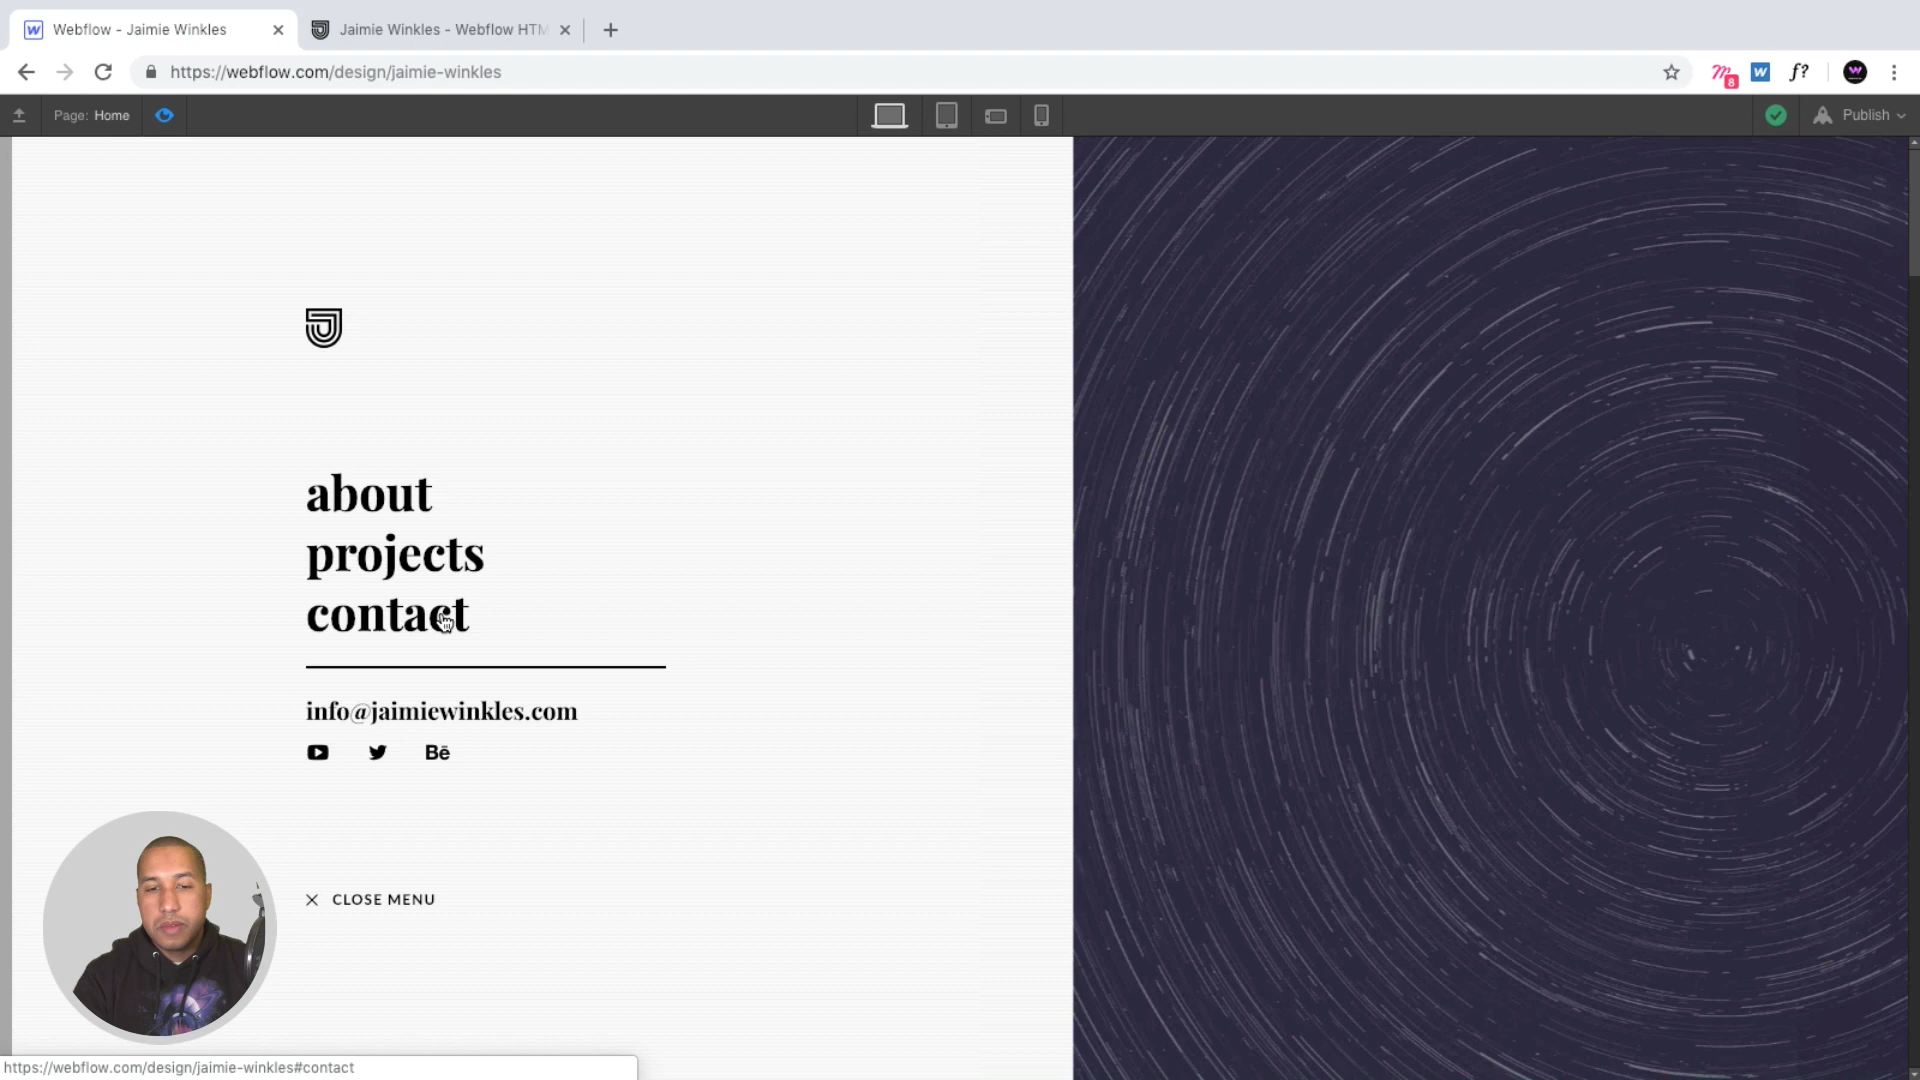 Webflow - Jaimie Winkles
Jaimie Winkles - Webflow HTM
https://webflow.com/design/jaimie-winkles
8
W
f?
Page: Home
Publish
about
projects
contact
info@jaimiewinkles.com
Bē
CLOSE MENU
https://webflow.com/design/jaimie-winkles#contact